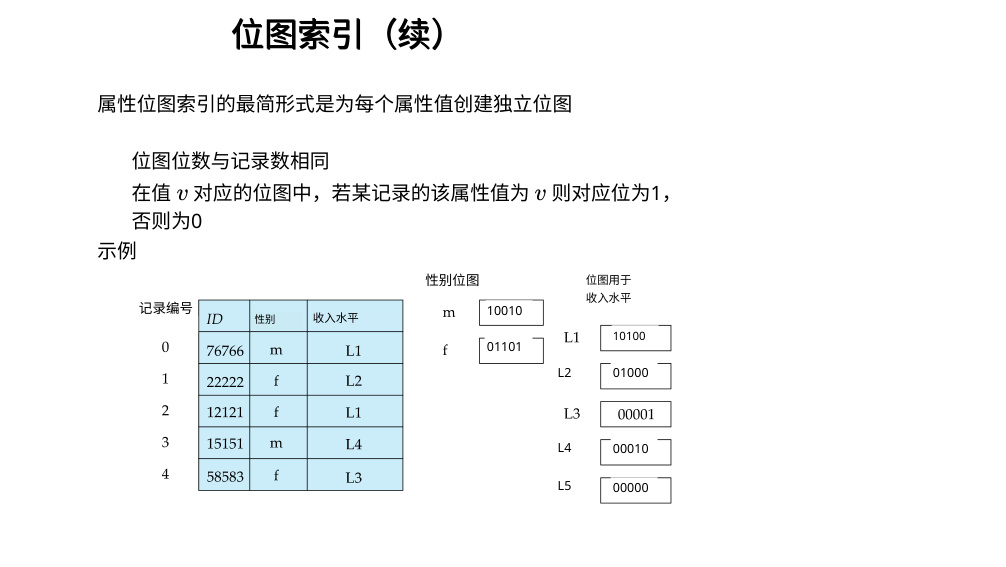 位图索引（续）
属性位图索引的最简形式是为每个属性值创建独立位图
位图位数与记录数相同
在值 v 对应的位图中，若某记录的该属性值为 v 则对应位为1，
否则为0
示例
记录编号
ID 性别 收入水平
0 76766 m L1
1 22222 f L2
2 12121 f L1
3 15151 m L4
4 58583 f L3
性别位图
m 10010
f 01101
位图用于
收入水平
L1 10100
L2 01000
L3 00001
L4 00010
L5 00000